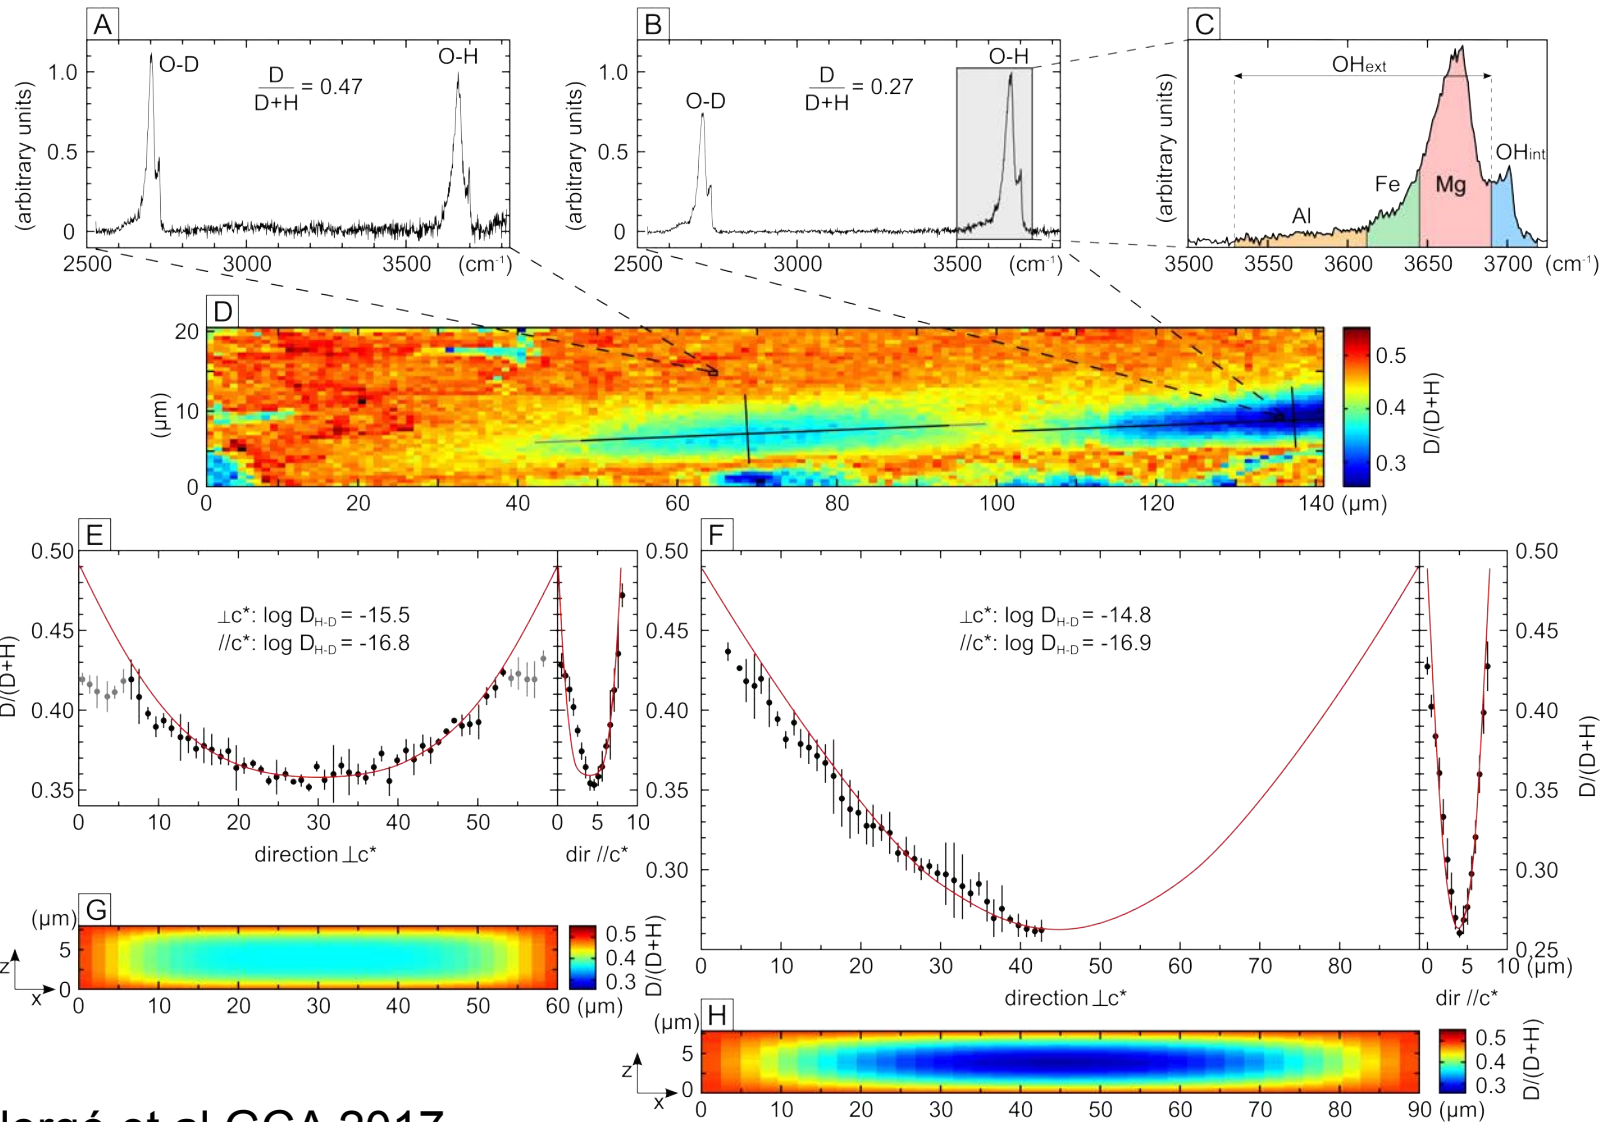 A
B
C
O-D
O-H
D
D+H
= 0.47
1.0
0.5
0
(arbitrary units)
2500
3000
3500
(cm-1)
O-D
O-H
D
D+H
= 0.27
1.0
0.5
0
(arbitrary units)
2500
3000
3500
(cm-1)
OHext
OHint
Fe
Mg
Al
(arbitrary units)
3500
3550
3600
3650
3700
(cm-1)
D
20
10
0
(µm)
0
20
40
60
80
100
120
140
(µm)
0.5
0.4
0.3
D/(D+H)
E
0.50
0.45
0.40
0.35
D/(D+H)
⊥c*: log DH-D = -15.5
//c*: log DH-D = -16.8
0
10
20
30
40
50
0
5
10
direction ⊥c*
dir //c*
F
⊥c*: log DH-D = -14.8
//c*: log DH-D = -16.9
0.50
0.45
0.40
0.35
0.30
0.25
D/(D+H)
0
10
20
30
40
50
60
70
80
0
5
10
(µm)
direction ⊥c*
dir //c*
G
(µm)
5
0
z
x
0
10
20
30
40
50
60
(µm)
0.5
0.4
0.3
D/(D+H)
H
(µm)
5
0
z
x
0
10
20
30
40
50
60
70
80
90
(µm)
0.5
0.4
0.3
D/(D+H)
et al GCA 2017